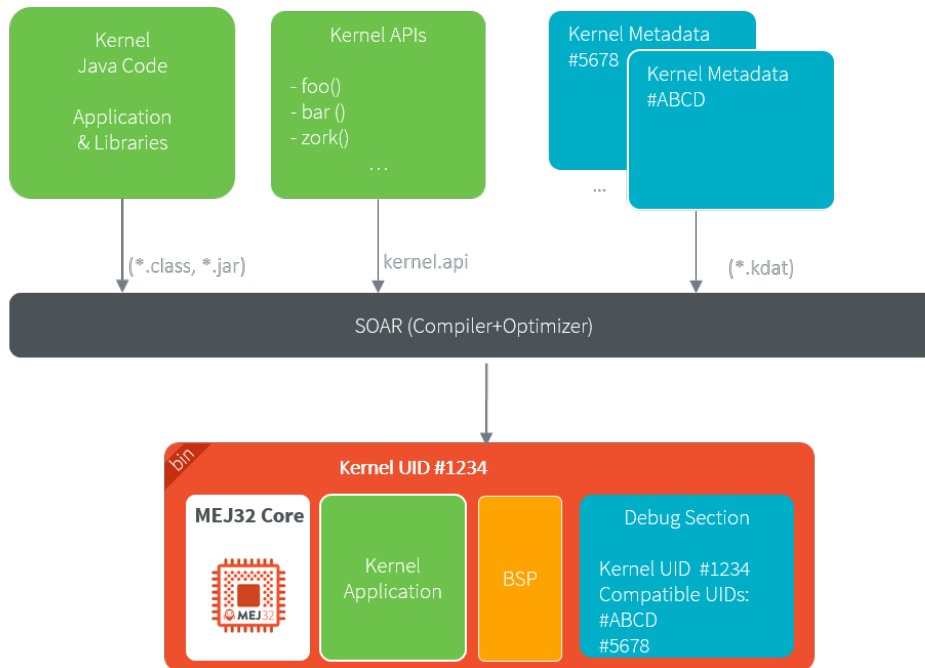 Kernel
Java Code
Application
& Libraries
Kernel APIs
- foo()
- bar ()
- zork()
...
Kernel Metadata
#5678
Kernel Metadata
#ABCD
...
(*.class, *.jar)
kernel.api
(*.kdat)
SOAR (Compiler+Optimizer)
bin
Kernel UID #1234
MEJ32 Core
MEJ32
Kernel
Application
BSP
Debug Section
Kernel UID  #1234
Compatible UIDs:
#ABCD
#5678